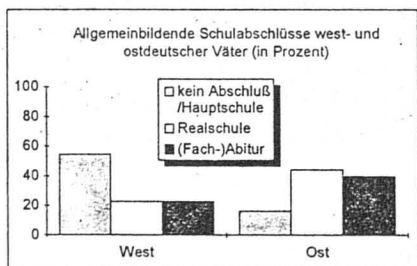 Allgemeinbildende Schulabschlüsse west- und
ostdeutscher Väter (in Prozent)
100
80
60
40
20
0
kein Abschluß
/Hauptschule
Realschule
(Fach-)Abitur
West
Ost